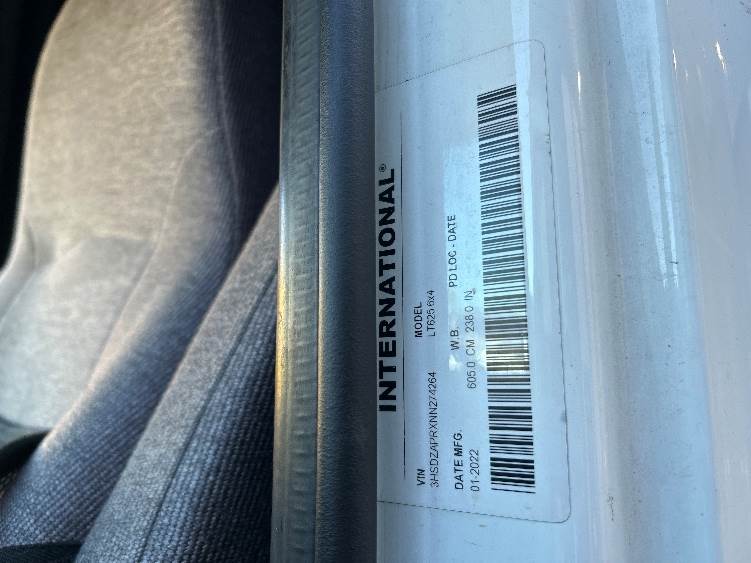 INTERNATIONAL®
VIN MODEL
3HSDZAPRXNN274264 LT625 6x4
DATE MFG. W.B. PD LOC - DATE
01-2022 605.0 CM 238.0 IN